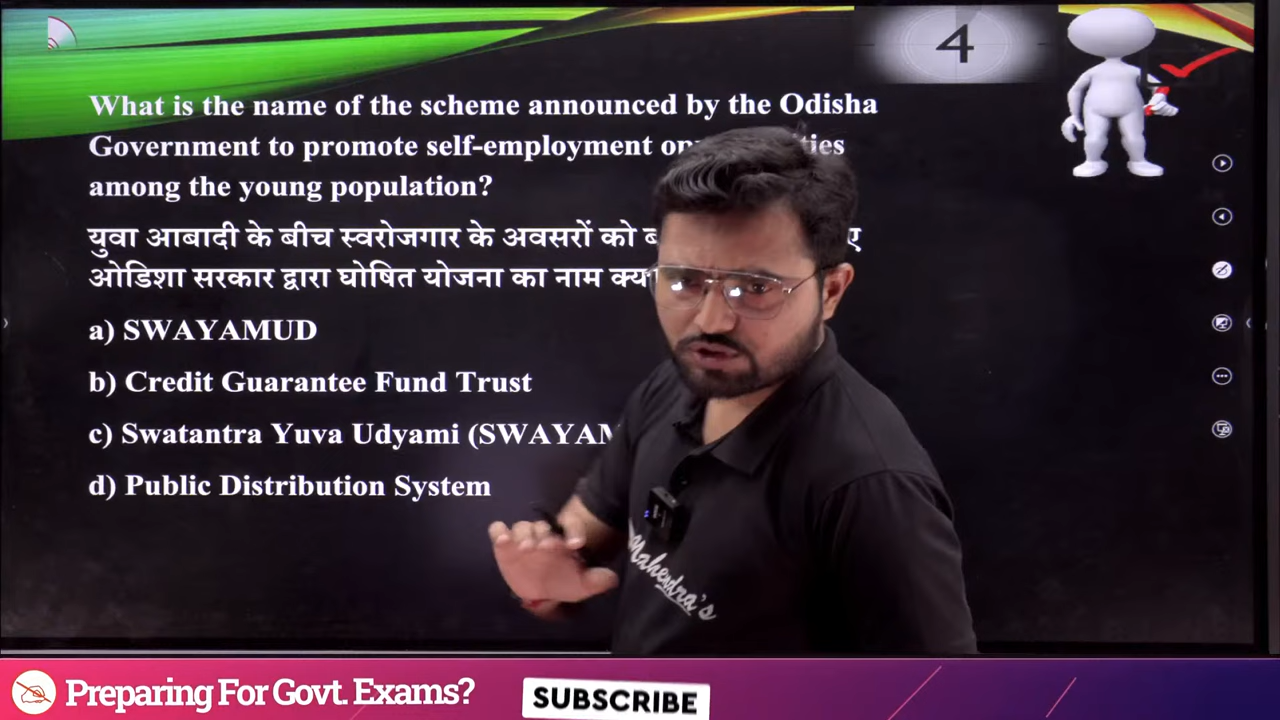 4
What is the name of the scheme announced by the Odisha
Government to promote self-employment
among the young population?
युवा आबादी के बीच स्वरोजगार के अवसरों को
ओडिशा सरकार द्वारा घोषित योजना का नाम
a) SWAYAMUD
b) Credit Guarantee Fund Trust
c) Swatantra Yuva Udyami
d) Public Distribution System
Mahendra's
Preparing For Govt. Exams?
SUBSCRIBE